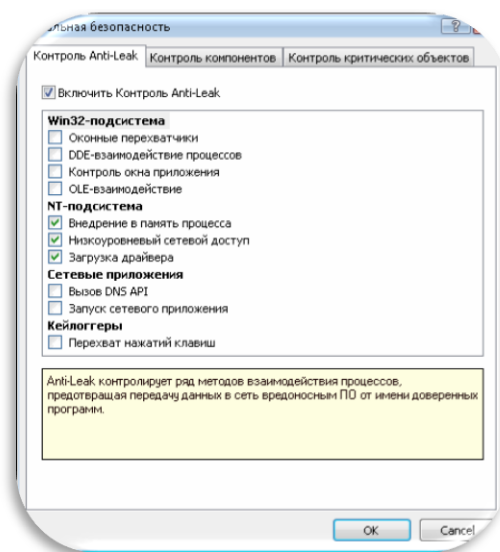 альная безопасность
Контроль Anti-Leak Контроль компонентов Контроль критических объектов
Включить Контроль Anti-Leak
Win32-подсистема
Оконные перехватчики
DDE-взаимодействие процессов
Контроль окна приложения
OLE-взаимодействие
NT-подсистема
Внедрение в память процесса
Низкоуровневый сетевой доступ
Загрузка драйвера
Сетевые приложения
Вызов DNS API
Запуск сетевого приложения
Кейлоггеры
Перехват нажатий клавиш
Anti-Leak контролирует ряд методов взаимодействия процессов,
предотвращая передачу данных в сеть вредоносным ПО от имени доверенных
программ.
OK Cancel